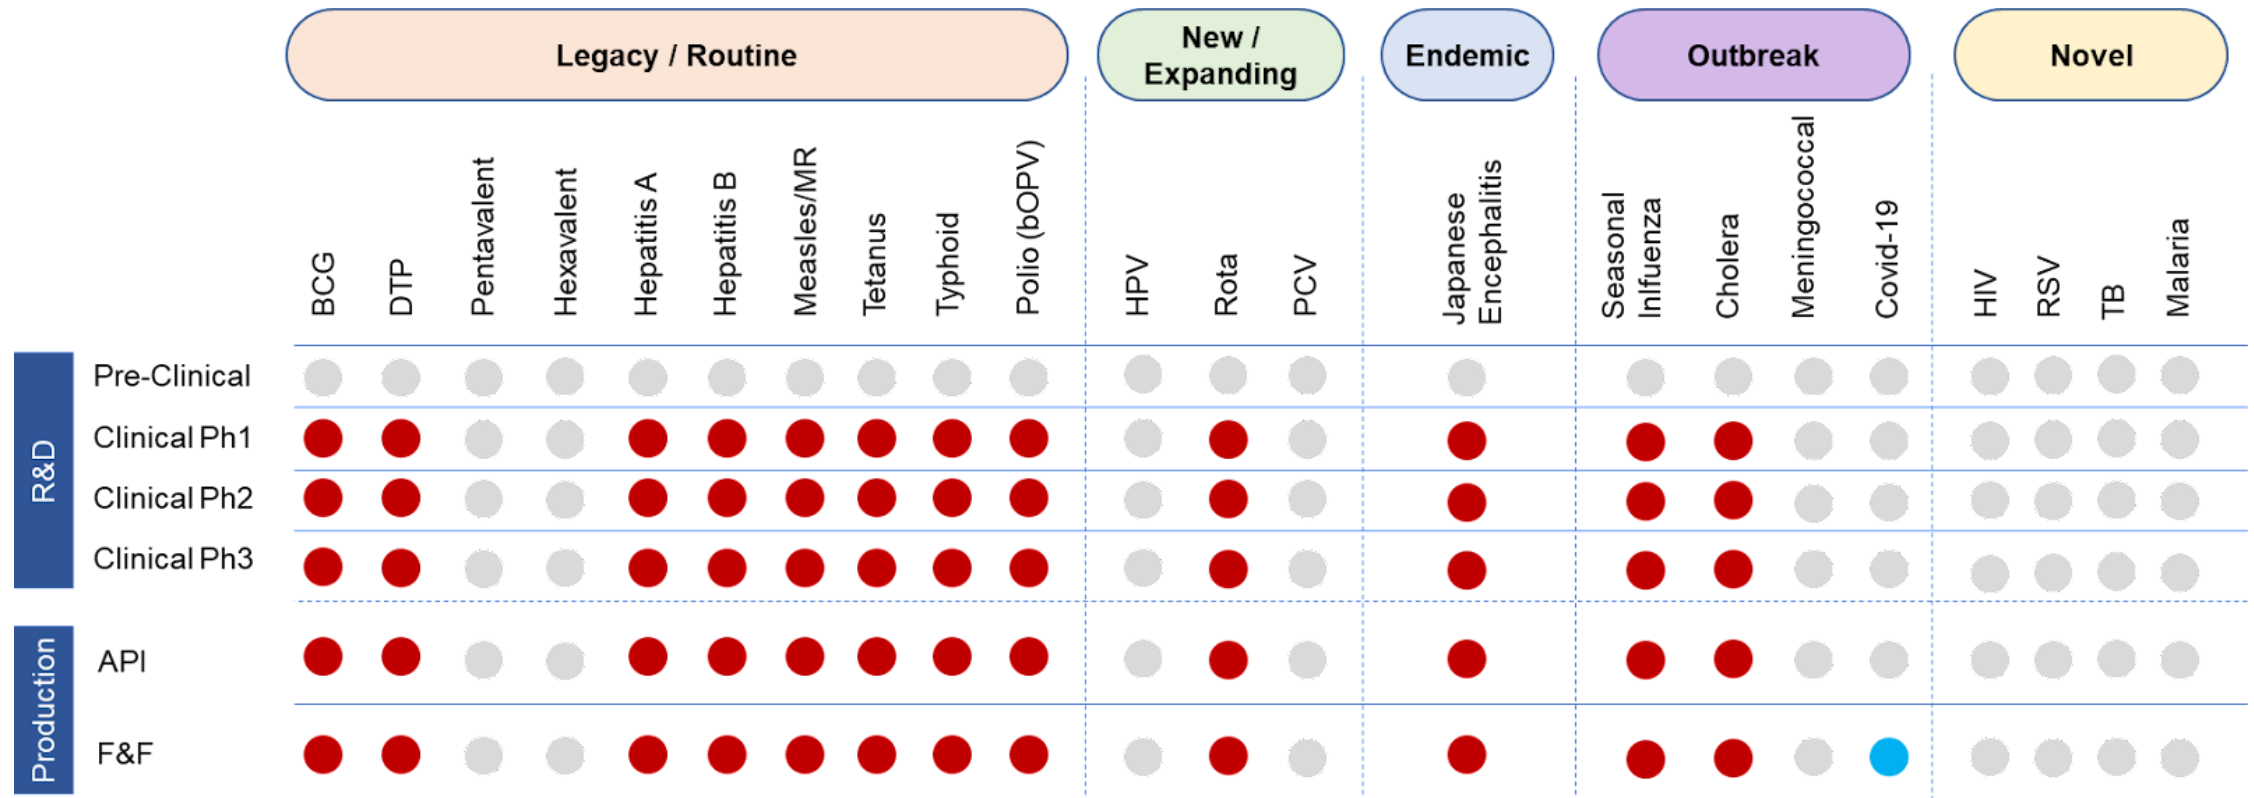 Legacy / Routine
New /
Expanding
Endemic
Outbreak
Novel
BCG
DTP
Pentavalent
Hexavalent
Hepatitis A
Hepatitis B
Measles/MR
Tetanus
Typhoid
Polio (bOPV)
HPV
Rota
PCV
Japanese
Encephalitis
Seasonal
Inlfuenza
Cholera
Meningococcal
Covid-19
HIV
RSV
TB
Malaria
R&D
Pre-Clinical
Clinical Ph1
Clinical Ph2
Clinical Ph3
Production
API
F&F